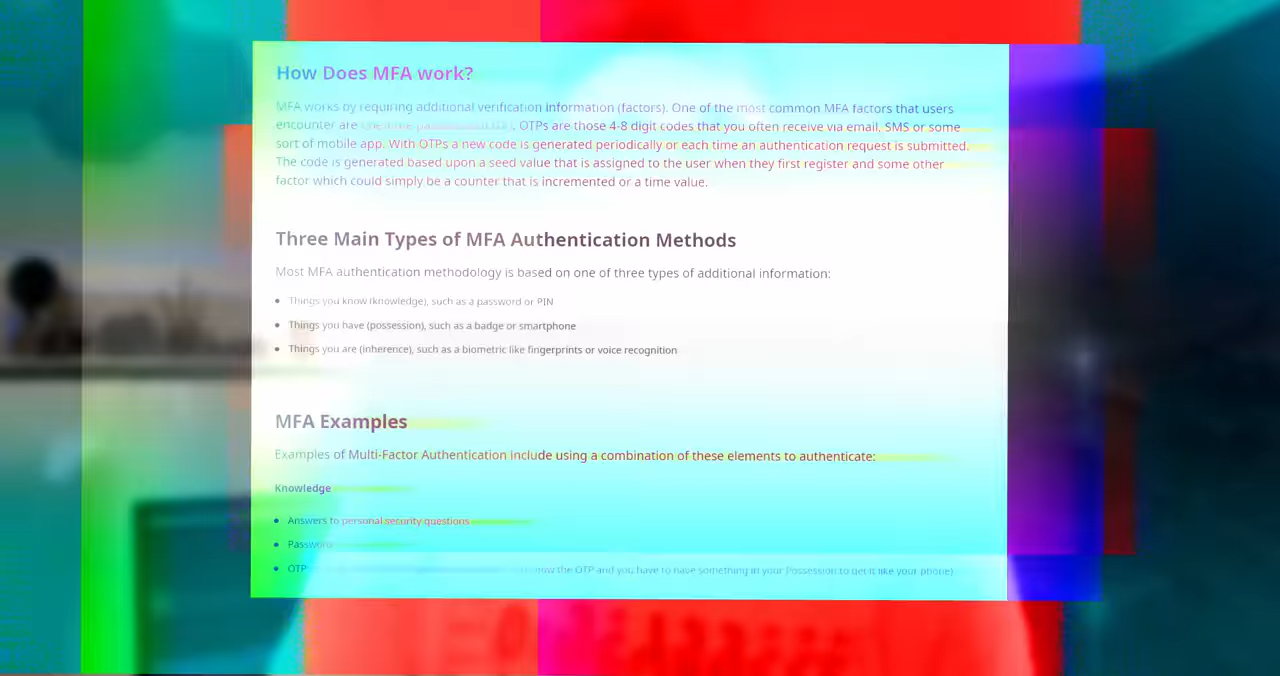 How Does MFA work?
MFA works by requiring additional verification information (factors). One of the most common MFA factors that users
encounter are OTPs are those 4-8 digit codes that you often receive via email, SMS or some
sort of mobile app. With OTPs a new code is generated periodically or each time an authentication request is submitted.
The code is generated based upon a seed value that is assigned to the user when they first register and some other
factor which could simply be a counter that is incremented or a time value.
Three Main Types of MFA Authentication Methods
Most MFA authentication methodology is based on one of three types of additional information:
• Things you know (knowledge), such as a password or PIN
• Things you have (possession), such as a badge or smartphone
• Things you are (inherence), such as a biometric like fingerprints or voice recognition
MFA Examples
Examples of Multi-Factor Authentication include using a combination of these elements to authenticate:
Knowledge
• Answers to personal security questions
• Password
• OTP know the OTP and you have to have something in your Possession to get it like your phone)